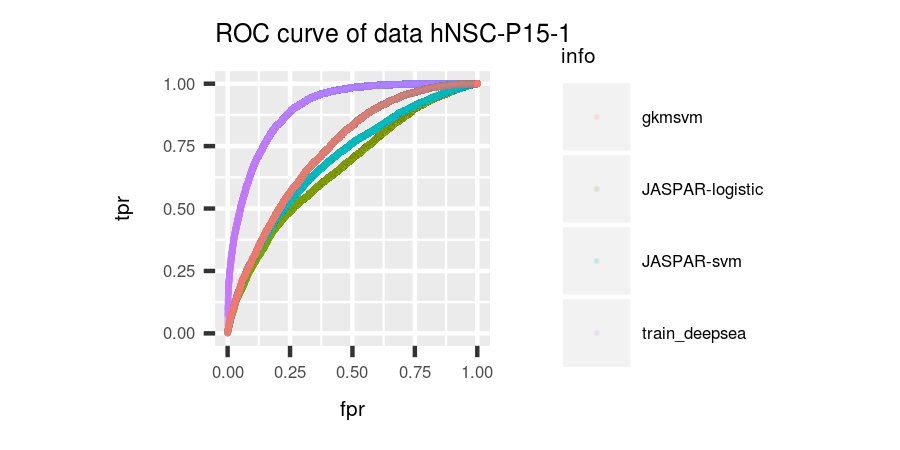 ROC curve of data hNSC-P15-1
info
gkmsvm
JASPAR-logistic
JASPAR-svm
train_deepsea
tpr
1.00
0.75
0.50
0.25
0.00
0.00 0.25 0.50 0.75 1.00
fpr